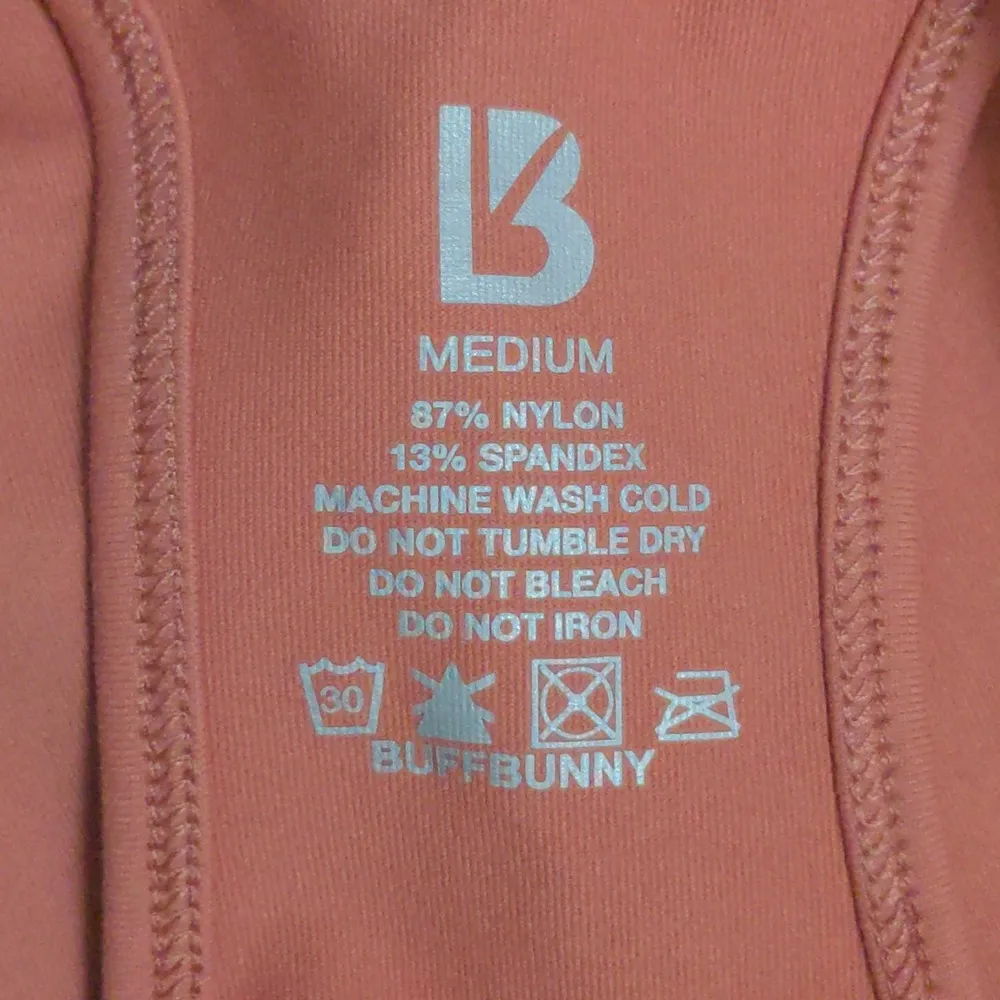 B
MEDIUM
87% NYLON
13% SPANDEX
MACHINE WASH COLD
DO NOT TUMBLE DRY
DO NOT BLEACH
DO NOT IRON
30
BUFFBUNNY